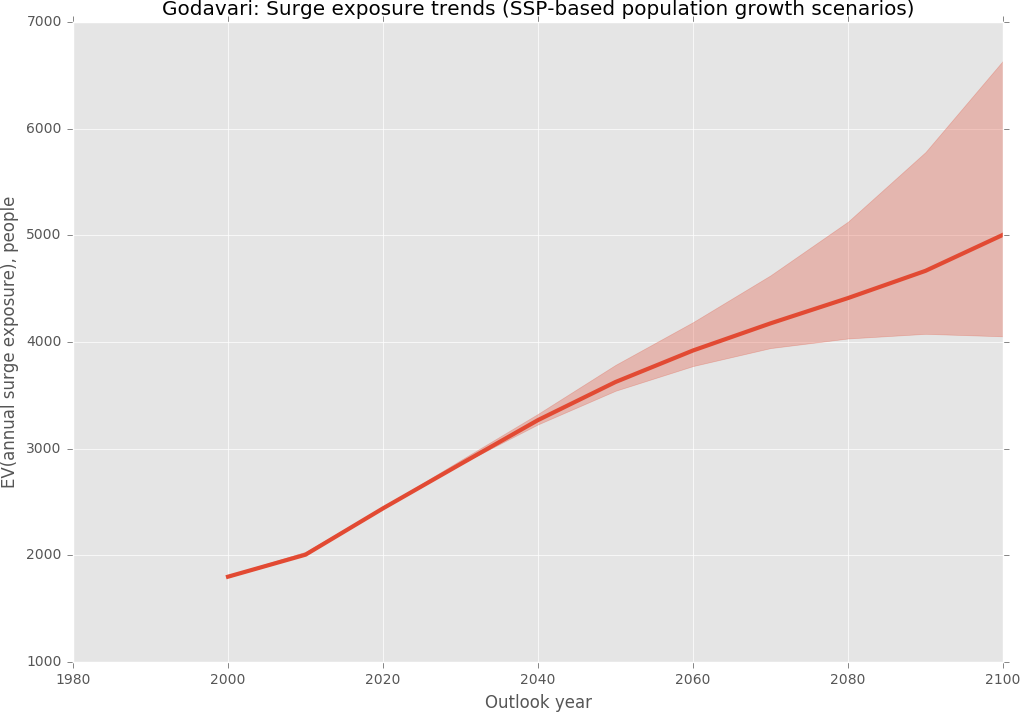 Godavari: Surge exposure trends (SSP-based population growth scenarios)
EV(annual surge exposure), people
7000
6000
5000
4000
3000
2000
1000
1980 2000 2020 2040 2060 2080 2100
Outlook year